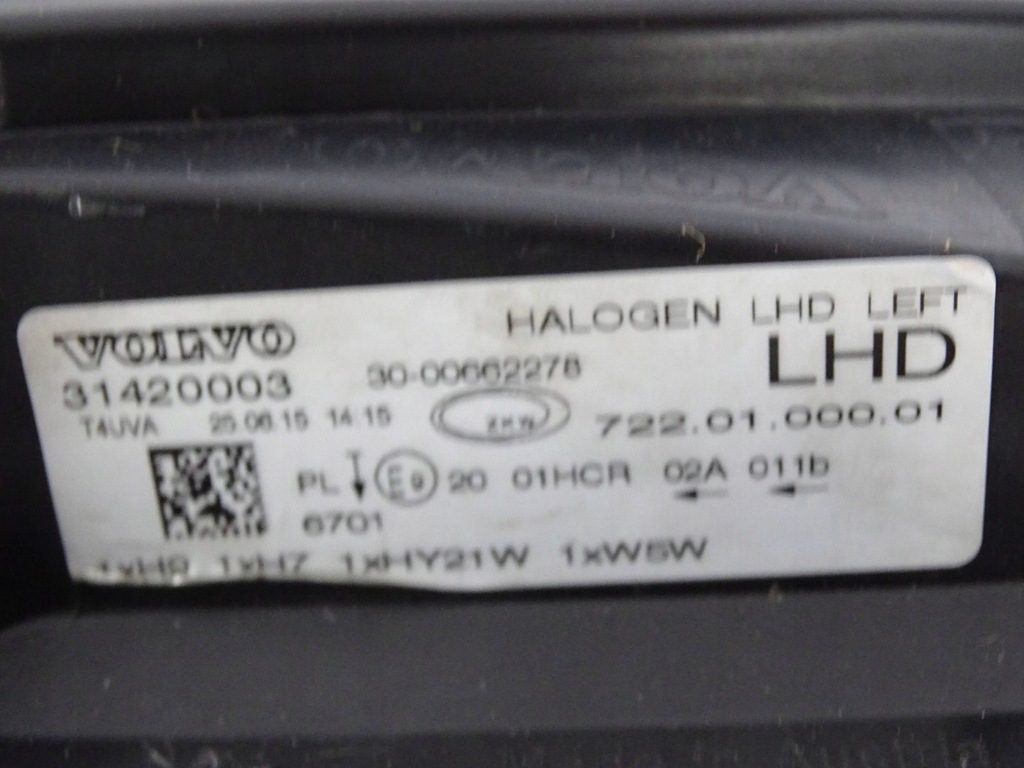 VOLVO
HALOGEN LHD LEFT
31420003 30-00662278 LHD
T4UVA 25.06.15 14:15 ZKW 722.01.000.01
PL E9 20 01HCR 02A 011b
6701
1xH9 1xH7 1xHY21W 1xW5W